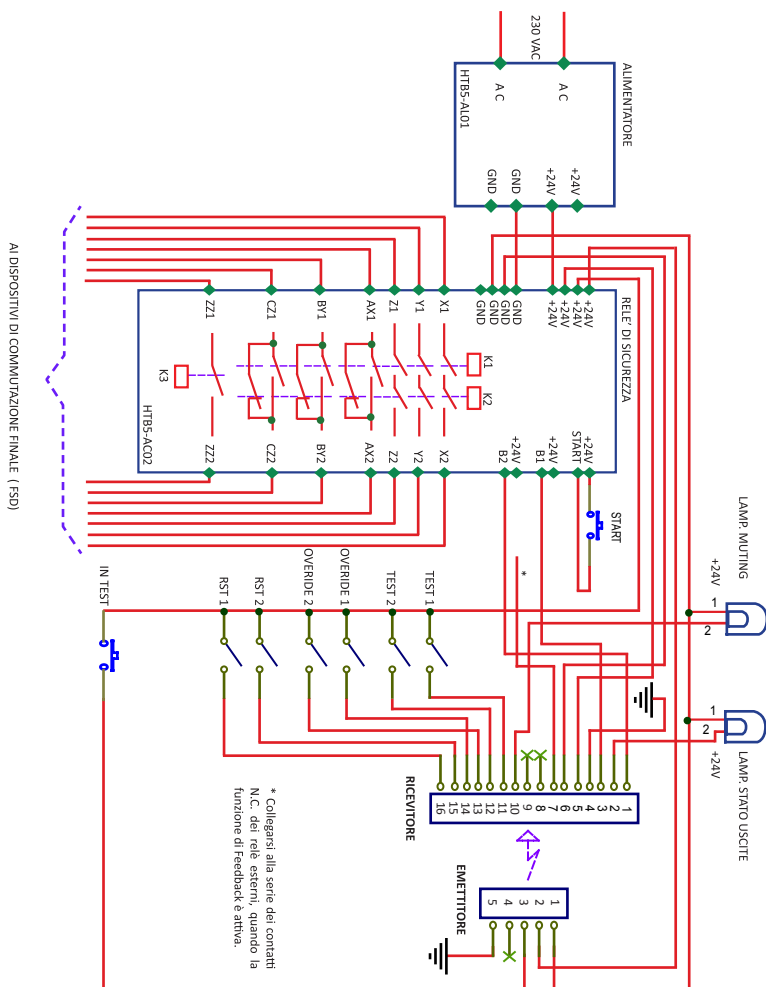 230 VAC
A C
A C
HTB5-AL01
ALIMENTATORE
GND
GND
+24V
+24V
AI DISPOSITIVI DI COMMUTAZIONE FINALE ( FSD)
RELE' DI SICUREZZA
ZZ1
CZ1
BY1
AX1
Z1
Y1
X1
GND
GND
GND
GND
+24V
+24V
+24V
+24V
K1
K2
K3
HTB5-AC02
ZZ2
CZ2
BY2
AX2
Z2
Y2
X2
B2
+24V
B1
+24V
START
+24V
START
*
LAMP. MUTING
+24V
1
2
IN TEST
RST 1
RST 2
OVERIDE 2
OVERIDE 1
TEST 2
TEST 1
LAMP. STATO USCITE
+24V
1
2
RICEVITORE
16
15
14
13
12
11
10
9
8
7
6
5
4
3
2
1
EMETTITORE
5
4
3
2
1
* Collegarsi alla serie dei contatti
N.C. dei relè esterni, quando la
funzione di Feedback è attiva.